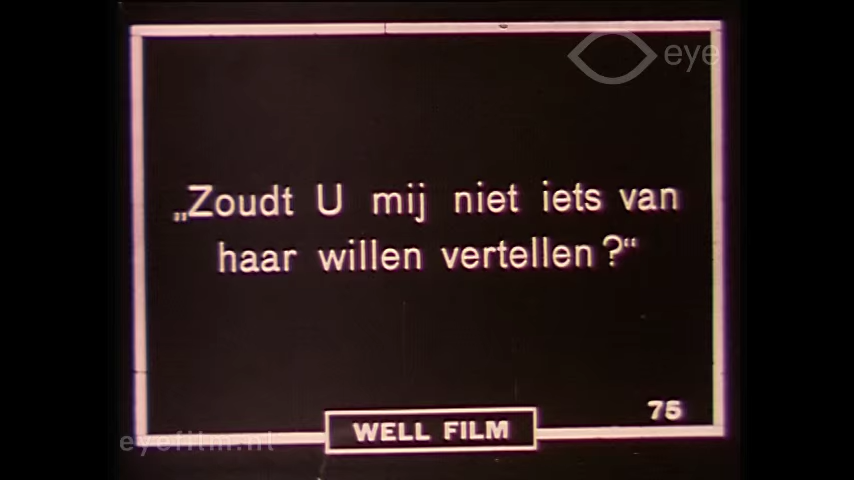 eye
„Zoudt U mij niet iets van
haar willen vertellen?“
75
WELL FILM
eyefilm.nl